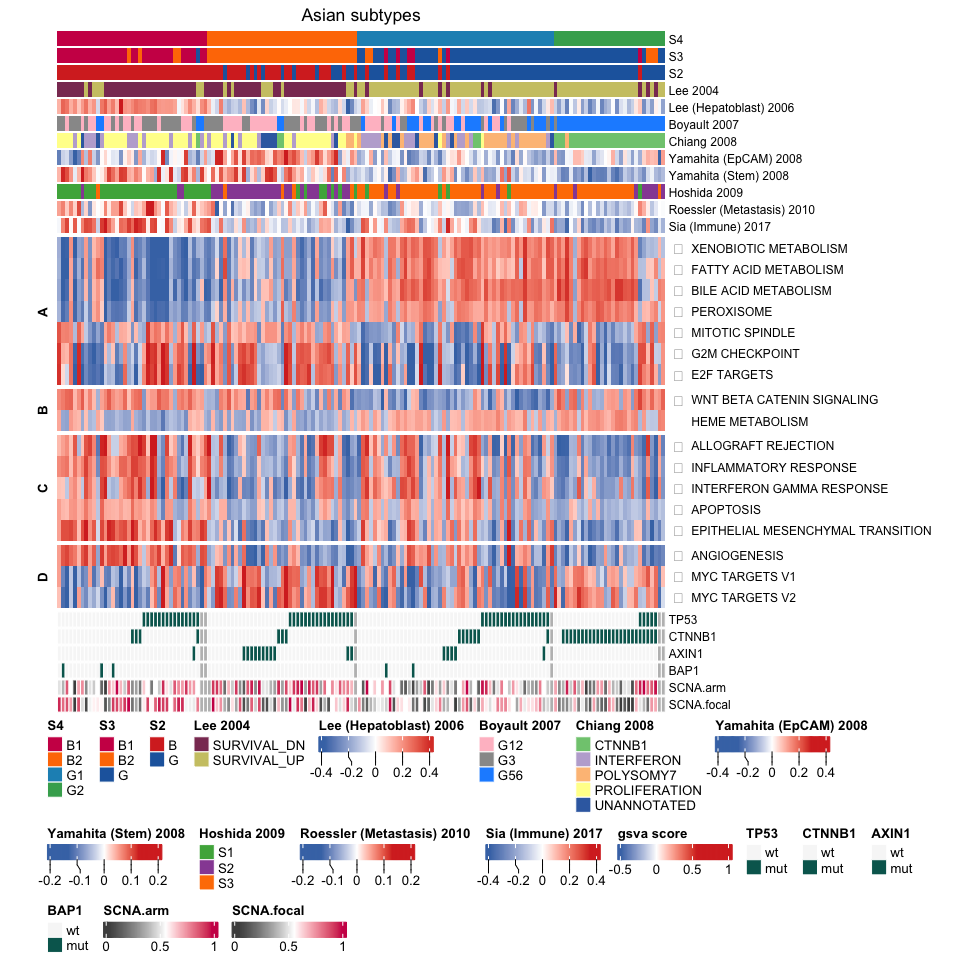 Asian subtypes
S4
S3
S2
Lee 2004
Lee (Hepatoblast) 2006
Boyault 2007
Chiang 2008
Yamahita (EpCAM) 2008
Yamahita (Stem) 2008
Hoshida 2009
Roessler (Metastasis) 2010
Sia (Immune) 2017
A
XENOBIOTIC METABOLISM
FATTY ACID METABOLISM
BILE ACID METABOLISM
PEROXISOME
MITOTIC SPINDLE
G2M CHECKPOINT
E2F TARGETS
B
WNT BETA CATENIN SIGNALING
HEME METABOLISM
C
ALLOGRAFT REJECTION
INFLAMMATORY RESPONSE
INTERFERON GAMMA RESPONSE
APOPTOSIS
EPITHELIAL MESENCHYMAL TRANSITION
D
ANGIOGENESIS
MYC TARGETS V1
MYC TARGETS V2
TP53
CTNNB1
AXIN1
BAP1
SCNA.arm
SCNA.focal
S4 S3 S2 Lee 2004 Lee (Hepatoblast) 2006 Boyault 2007 Chiang 2008 Yamahita (EpCAM) 2008
B1 B1 B SURVIVAL_DN G12 CTNNB1
B2 B2 G SURVIVAL_UP G3 INTERFERON
G1 G -0.4 -0.2 0 0.2 0.4 G56 POLYSOMY7 -0.4 -0.2 0 0.2 0.4
G2 PROLIFERATION
UNANNOTATED
Yamahita (Stem) 2008 Hoshida 2009 Roessler (Metastasis) 2010 Sia (Immune) 2017 gsva score TP53 CTNNB1 AXIN1
S1 wt wt wt
S2 mut mut mut
-0.2 -0.1 0 0.1 0.2 S3 -0.2 -0.1 0 0.1 0.2 -0.4 -0.2 0 0.2 0.4 -0.5 0 0.5 1
BAP1 SCNA.arm SCNA.focal
wt
mut 0 0.5 1 0 0.5 1